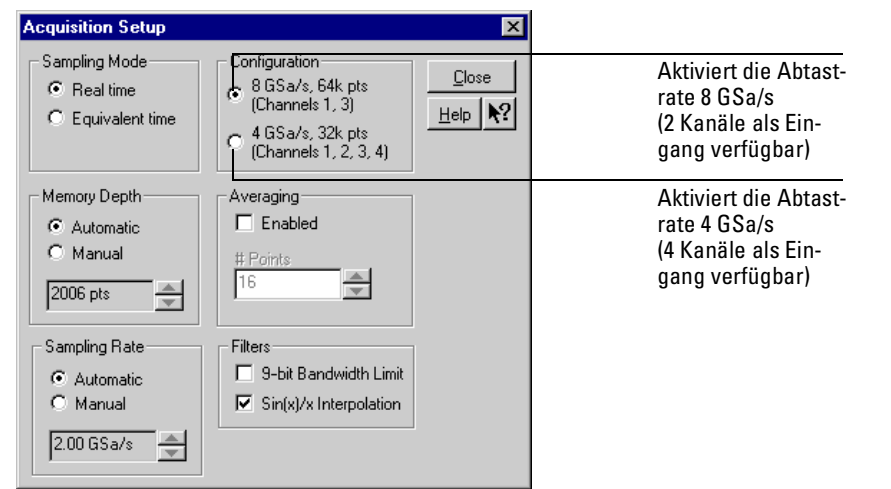 Acquisition Setup
Sampling Mode
Real time
Equivalent time
Configuration
8 GSa/s, 64k pts
(Channels 1, 3)
4 GSa/s, 32k pts
(Channels 1, 2, 3, 4)
Close
Help
?
Memory Depth
Automatic
Manual
2006 pts
Averaging
Enabled
# Points
16
Sampling Rate
Automatic
Manual
2.00 GSa/s
Filters
9-bit Bandwidth Limit
Sin(x)/x Interpolation
Aktiviert die Abtast-
rate 8 GSa/s
(2 Kanäle als Ein-
gang verfügbar)
Aktiviert die Abtast-
rate 4 GSa/s
(4 Kanäle als Ein-
gang verfügbar)